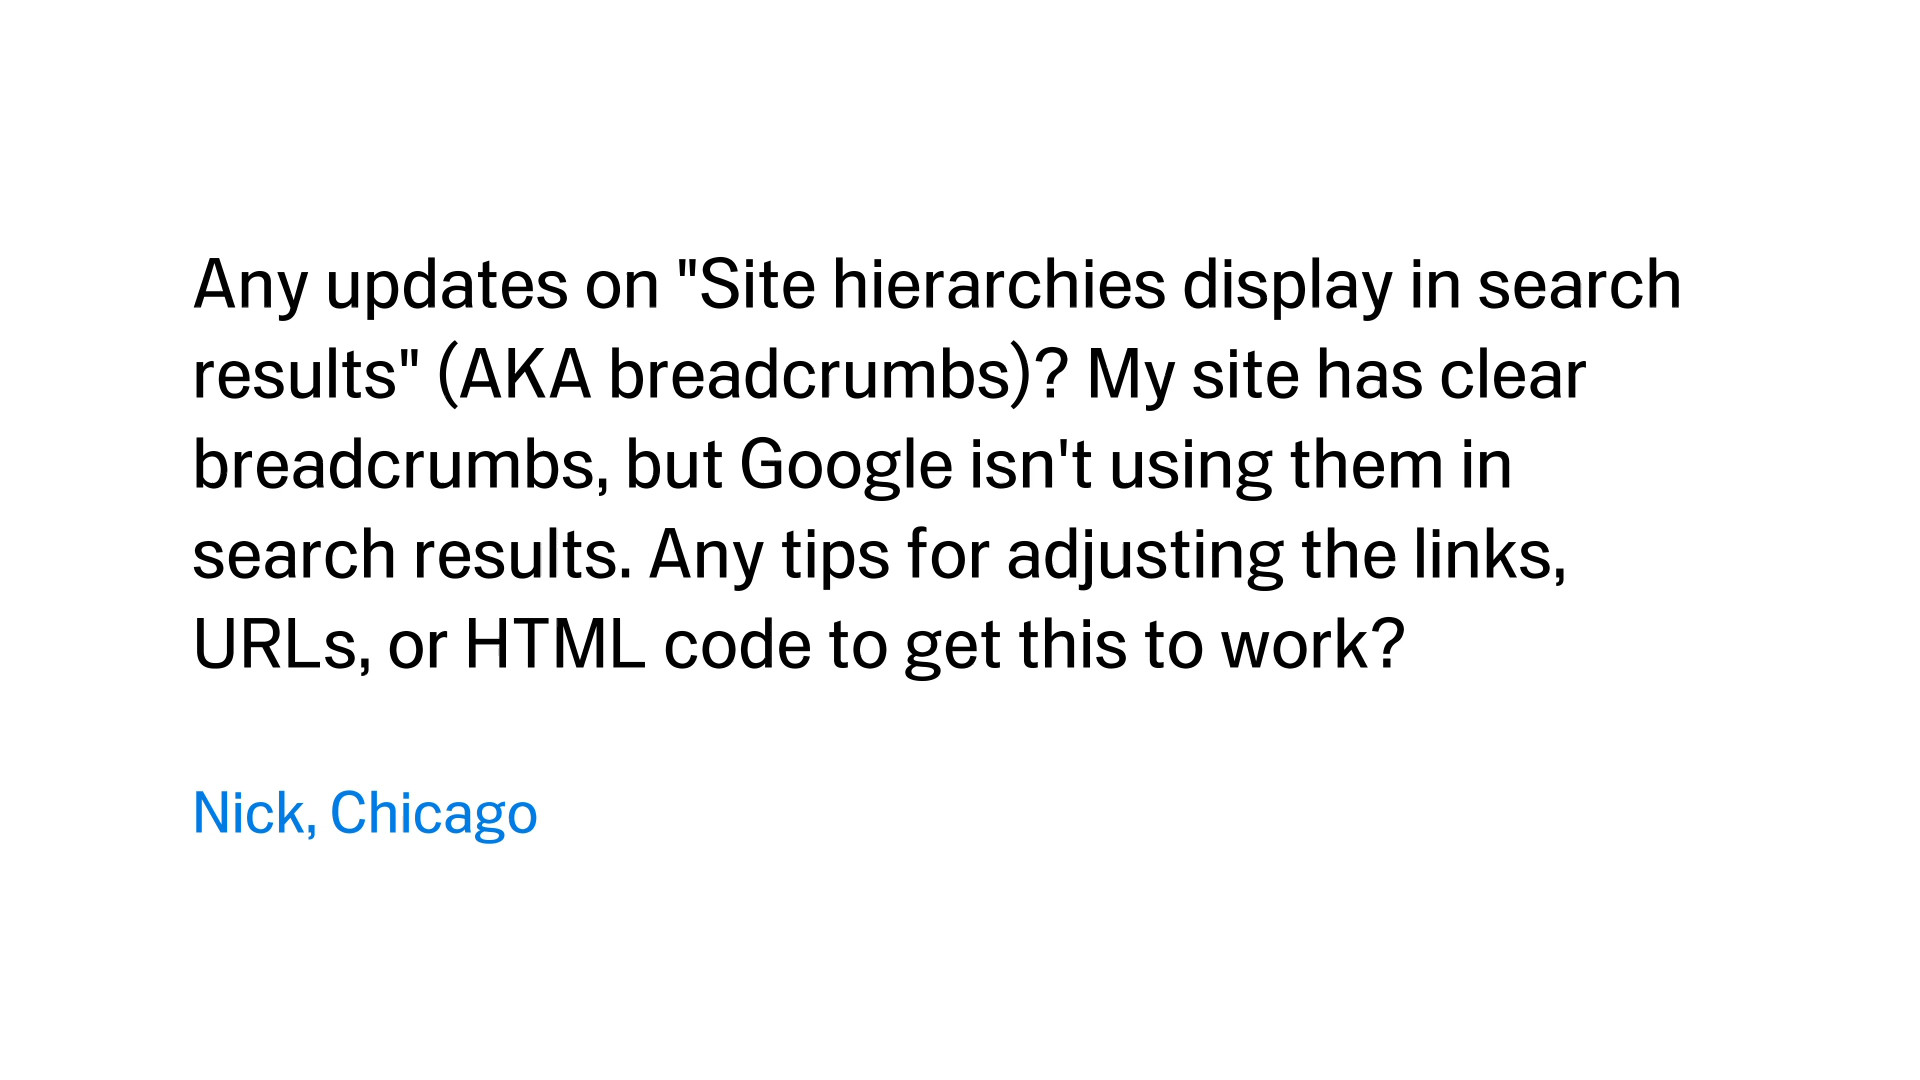 Any updates on "Site hierarchies display in search
results" (AKA breadcrumbs)? My site has clear
breadcrumbs, but Google isn't using them in
search results. Any tips for adjusting the links,
URLs, or HTML code to get this to work?
Nick, Chicago